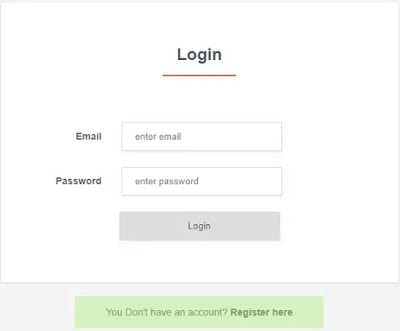 Login
Email
enter email
Password
enter password
Login
You Don't have an account? Register here